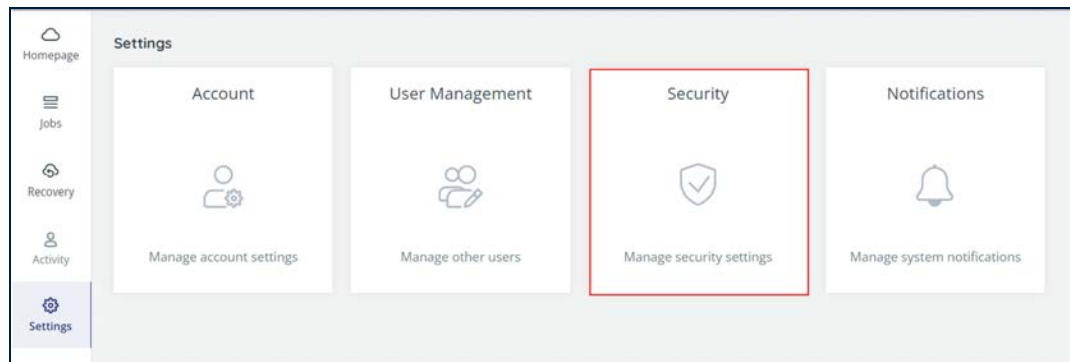 Homepage
Jobs
Recovery
Activity
Settings
Settings
Account
Manage account settings
User Management
Manage other users
Security
Manage security settings
Notifications
Manage system notifications